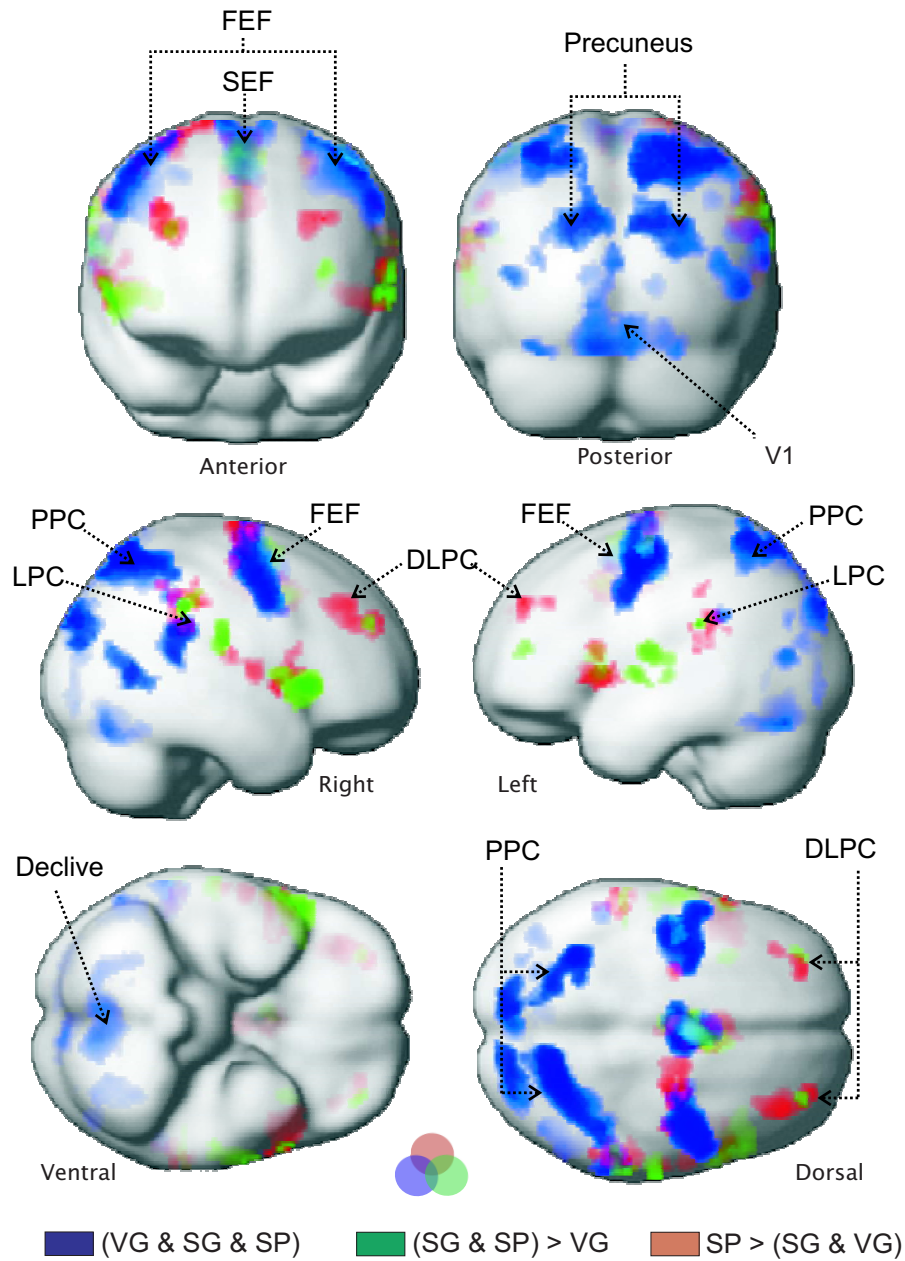 FEF
SEF
Precuneus
Anterior
Posterior
V1
PPC
FEF
FEF
PPC
LPC
DLPC
LPC
Right
Left
Declive
PPC
DLPC
Ventral
Dorsal
(VG & SG & SP)
(SG & SP) > VG
SP > (SG & VG)